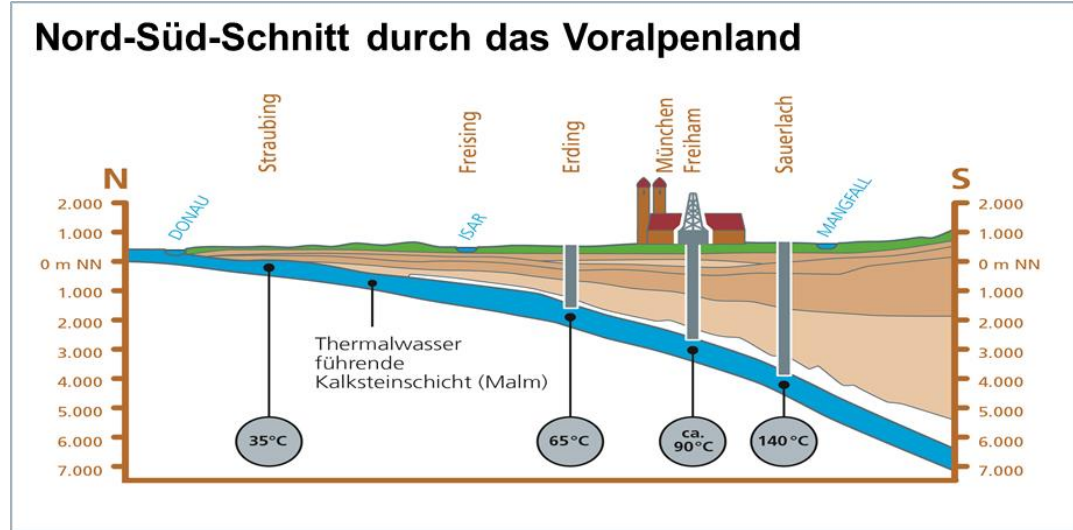 Nord-Süd-Schnitt durch das Voralpenland
Straubing
Freising
Erding
München
Freiham
Sauerlach
N
S
DONAU
ISAR
MANGFALL
2.000
1.000
0 m NN
1.000
2.000
3.000
4.000
5.000
6.000
7.000
2.000
1.000
0 m NN
1.000
2.000
3.000
4.000
5.000
6.000
7.000
Thermalwasser
führende
Kalksteinschicht (Malm)
35°C
65°C
ca.
90°C
140°C